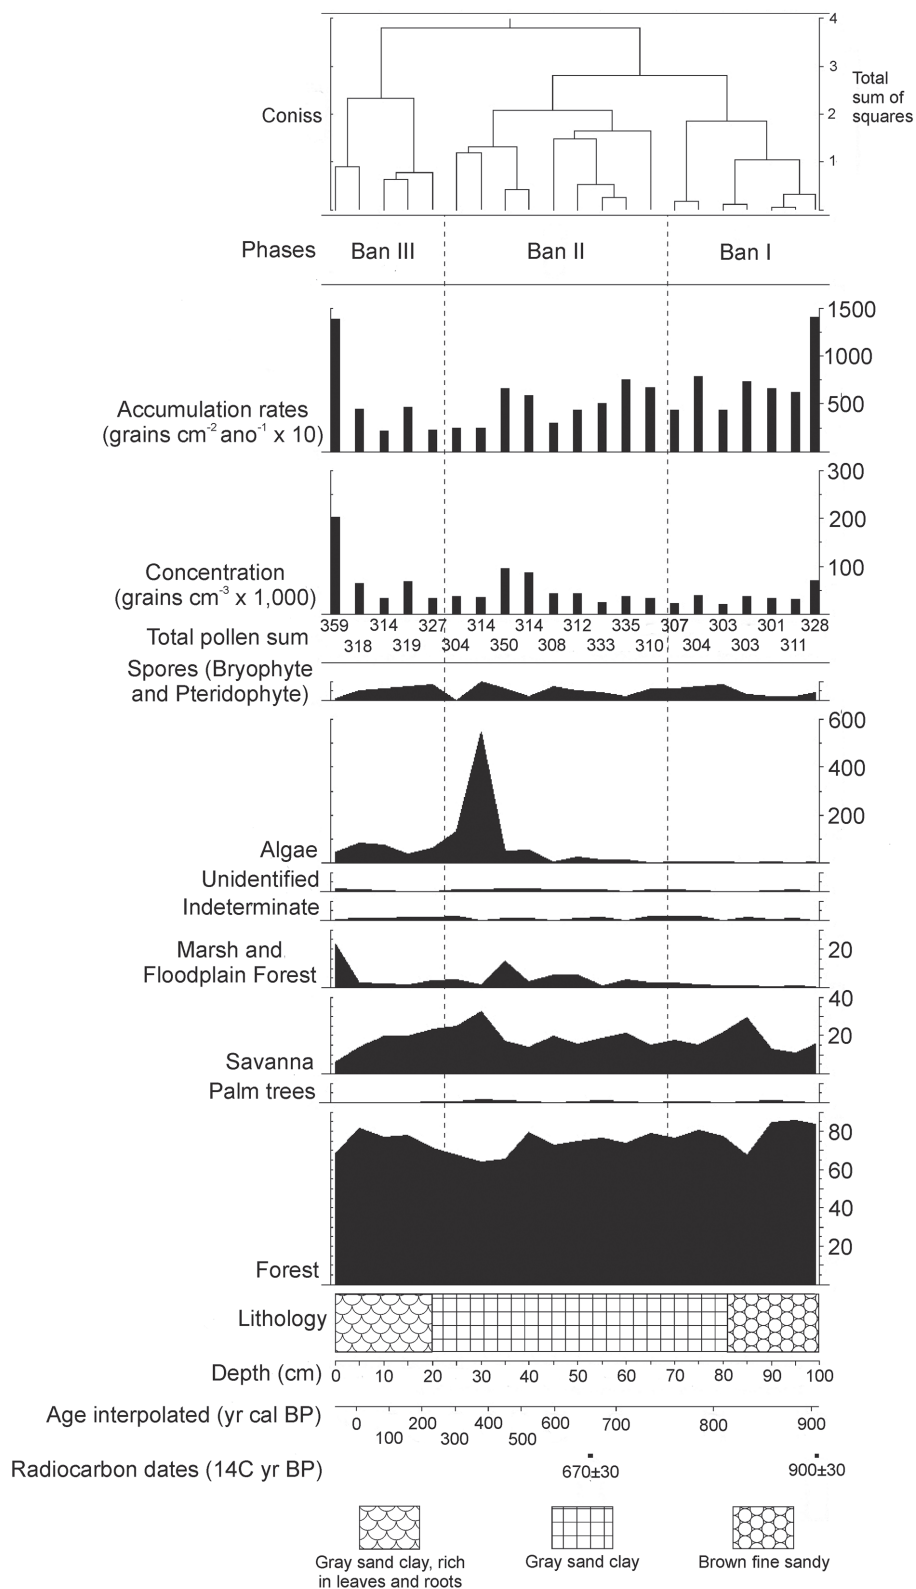 4
3
Total
sum of
squares
Coniss
2
1
Phases
Ban III
Ban II
Ban I
1500
1000
500
Accumulation rates
(grains cm-2 ano-1 x 10)
300
200
100
Concentration
(grains cm-3 x 1,000)
359 314 327 314 314 312 335 307 303 301 328
Total pollen sum
318 319 304 350 308 333 310 304 303 311
Spores (Bryophyte
and Pteridophyte)
600
400
200
Algae
Unidentified
Indeterminate
Marsh and
Floodplain Forest
20
40
20
Savanna
Palm trees
80
60
40
20
Forest
Lithology
Depth (cm)
0 10 20 30 40 50 60 70 80 90 100
Age interpolated (yr cal BP)
0 200 400 600 700 800 900
100 300 500
Radiocarbon dates (14C yr BP)
670±30
900±30
Gray sand clay, rich
in leaves and roots
Gray sand clay
Brown fine sandy